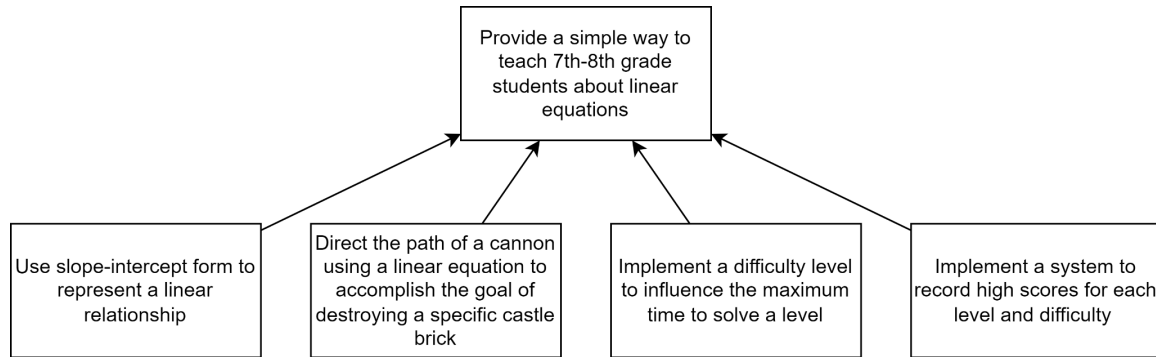 Provide a simple way to
teach 7th-8th grade
students about linear
equations
Use slope-intercept form to
represent a linear
relationship
Direct the path of a cannon
using a linear equation to
accomplish the goal of
destroying a specific castle
brick
Implement a difficulty level
to influence the maximum
time to solve a level
Implement a system to
record high scores for each
level and difficulty